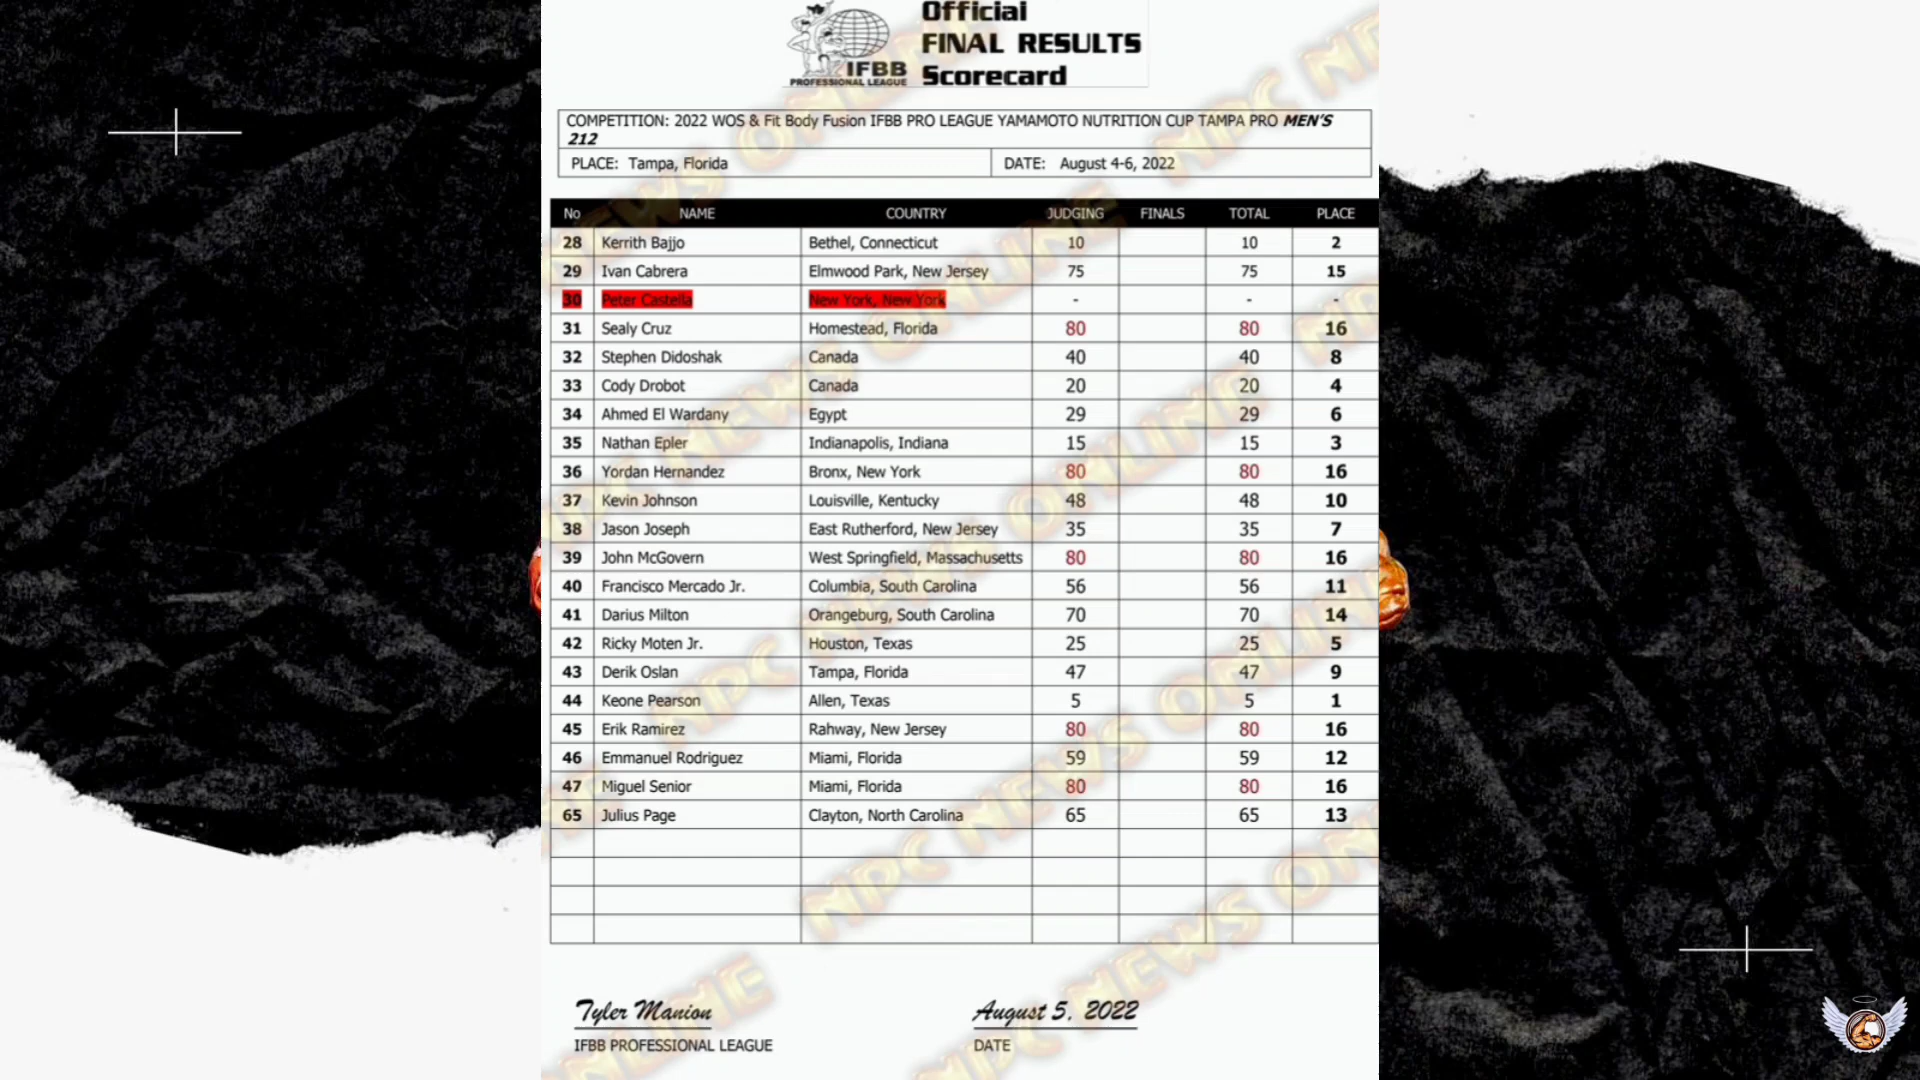 Official
FINAL RESULTS
Scorecard
IFBB
PROFESSIONAL LEAGUE
COMPETITION: 2022 WOS & Fit Body Fusion IFBB PRO LEAGUE YAMAMOTO NUTRITION CUP TAMPA PRO MEN'S
212
PLACE: Tampa, Florida DATE: August 4-6, 2022
No NAME COUNTRY JUDGING FINALS TOTAL PLACE
28 Kerrith Bajjo Bethel, Connecticut 10 10 2
29 Ivan Cabrera Elmwood Park, New Jersey 75 75 15
30 Peter Castella New York, New York - - -
31 Sealy Cruz Homestead, Florida 80 80 16
32 Stephen Didoshak Canada 40 40 8
33 Cody Drobot Canada 20 20 4
34 Ahmed El Wardany Egypt 29 29 6
35 Nathan Epler Indianapolis, Indiana 15 15 3
36 Yordan Hernandez Bronx, New York 80 80 16
37 Kevin Johnson Louisville, Kentucky 48 48 10
38 Jason Joseph East Rutherford, New Jersey 35 35 7
39 John McGovern West Springfield, Massachusetts 80 80 16
40 Francisco Mercado Jr. Columbia, South Carolina 56 56 11
41 Darius Milton Orangeburg, South Carolina 70 70 14
42 Ricky Moten Jr. Houston, Texas 25 25 5
43 Derik Oslan Tampa, Florida 47 47 9
44 Keone Pearson Allen, Texas 5 5 1
45 Erik Ramirez Rahway, New Jersey 80 80 16
46 Emmanuel Rodriguez Miami, Florida 59 59 12
47 Miguel Senior Miami, Florida 80 80 16
65 Julius Page Clayton, North Carolina 65 65 13
Tyler Manion August 5, 2022
IFBB PROFESSIONAL LEAGUE DATE
NPC NEWS ONLINE